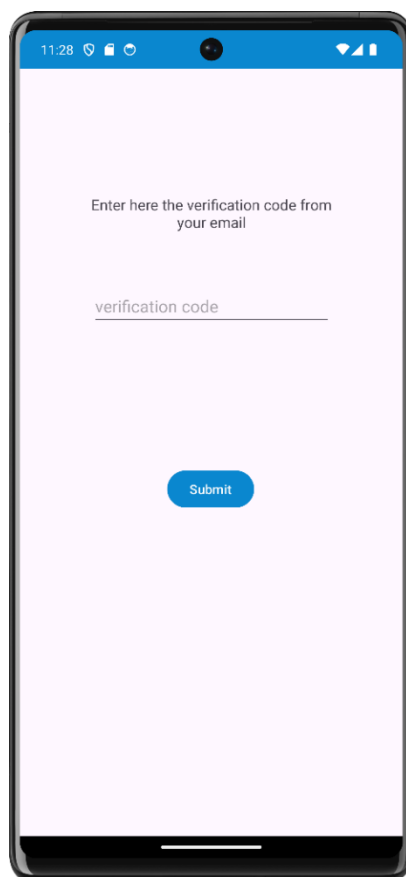 11:28
Enter here the verification code from
your email
verification code
Submit